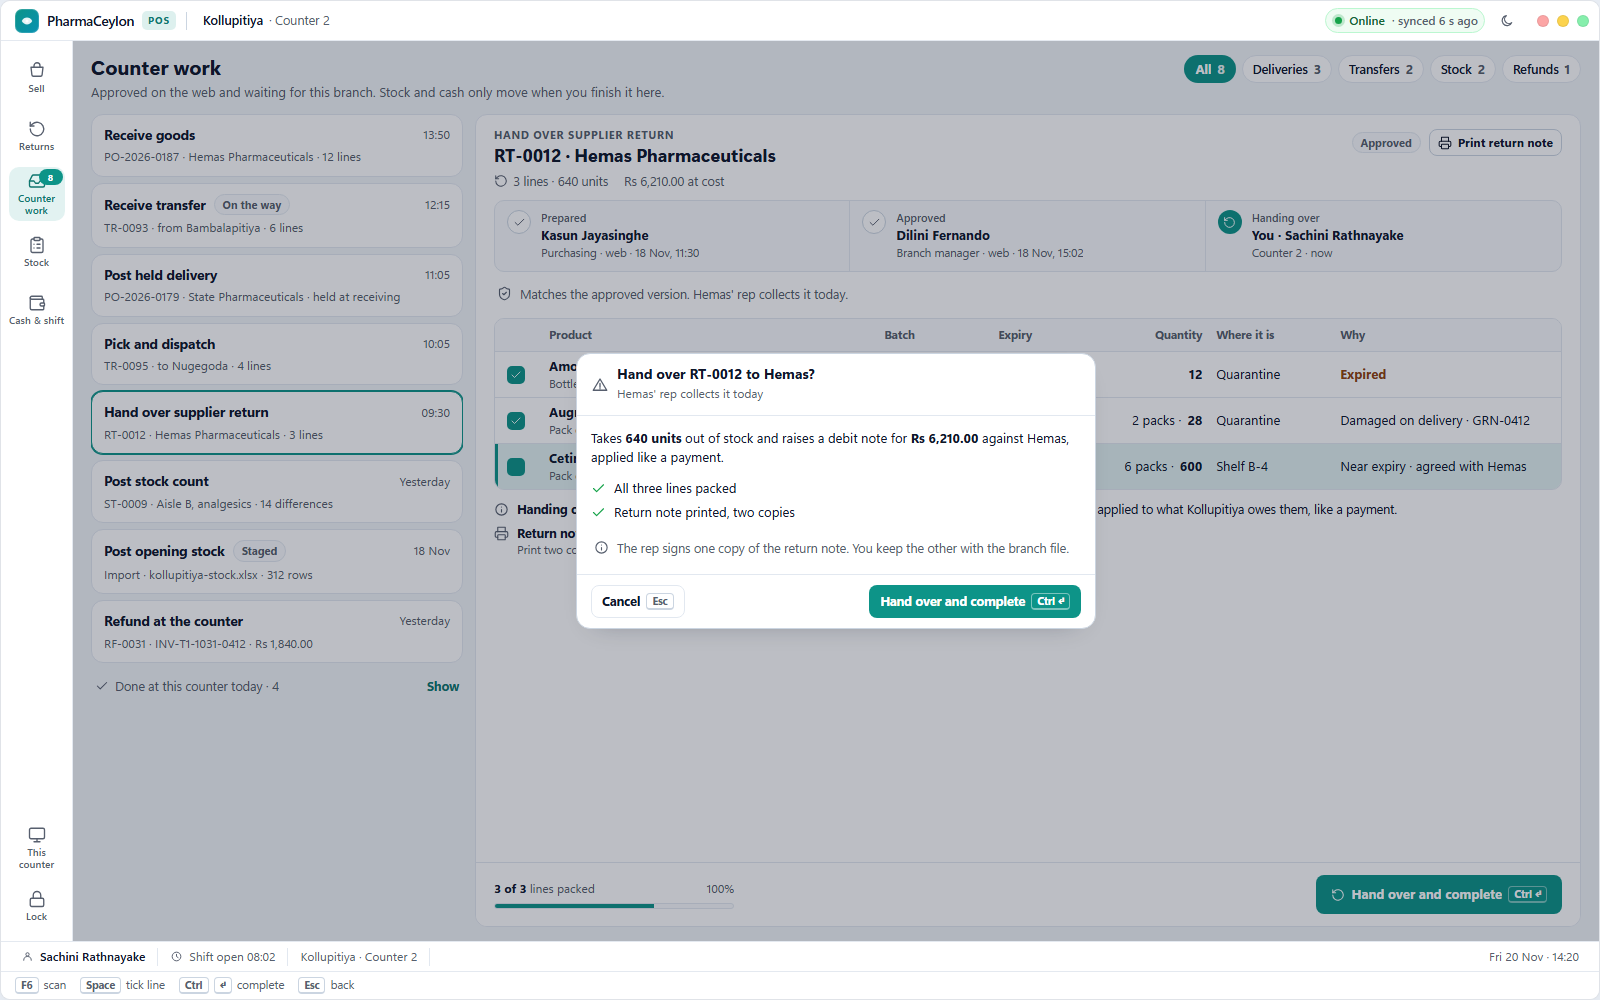 PharmaCeylon POS Kollupitiya · Counter 2
Online · synced 6 s ago
Sell
Returns
8
Counter work
Stock
Cash & shift
This counter
Lock
Counter work
Approved on the web and waiting for this branch. Stock and cash only move when you finish it here.
All 8 Deliveries 3 Transfers 2 Stock 2 Refunds 1
Receive goods 13:50
PO-2026-0187 · Hemas Pharmaceuticals · 12 lines
Receive transfer On the way 12:15
TR-0093 · from Bambalapitiya · 6 lines
Post held delivery 11:05
PO-2026-0179 · State Pharmaceuticals · held at receiving
Pick and dispatch 10:05
TR-0095 · to Nugegoda · 4 lines
Hand over supplier return 09:30
RT-0012 · Hemas Pharmaceuticals · 3 lines
Post stock count Yesterday
ST-0009 · Aisle B, analgesics · 14 differences
Post opening stock Staged 18 Nov
Import · kollupitiya-stock.xlsx · 312 rows
Refund at the counter Yesterday
RF-0031 · INV-T1-1031-0412 · Rs 1,840.00
Done at this counter today · 4 Show
HAND OVER SUPPLIER RETURN
RT-0012 · Hemas Pharmaceuticals
Approved Print return note
3 lines · 640 units Rs 6,210.00 at cost
Prepared
Kasun Jayasinghe
Purchasing · web · 18 Nov, 11:30
Approved
Dilini Fernando
Branch manager · web · 18 Nov, 15:02
Handing over
You · Sachini Rathnayake
Counter 2 · now
Matches the approved version. Hemas' rep collects it today.
Product Batch Expiry Quantity Where it is Why
12 Quarantine Expired
Pack
2 packs · 28 Quarantine Damaged on delivery · GRN-0412
Pack
6 packs · 600 Shelf B-4 Near expiry · agreed with Hemas
applied to what Kollupitiya owes them, like a payment.
Print two
Hand over RT-0012 to Hemas?
Hemas' rep collects it today
Takes 640 units out of stock and raises a debit note for Rs 6,210.00 against Hemas,
applied like a payment.
All three lines packed
Return note printed, two copies
The rep signs one copy of the return note. You keep the other with the branch file.
Cancel Esc
Hand over and complete Ctrl ↵
3 of 3 lines packed 100%
Hand over and complete Ctrl ↵
Sachini Rathnayake Shift open 08:02 Kollupitiya · Counter 2 Fri 20 Nov · 14:20
F6 scan Space tick line Ctrl ↵ complete Esc back